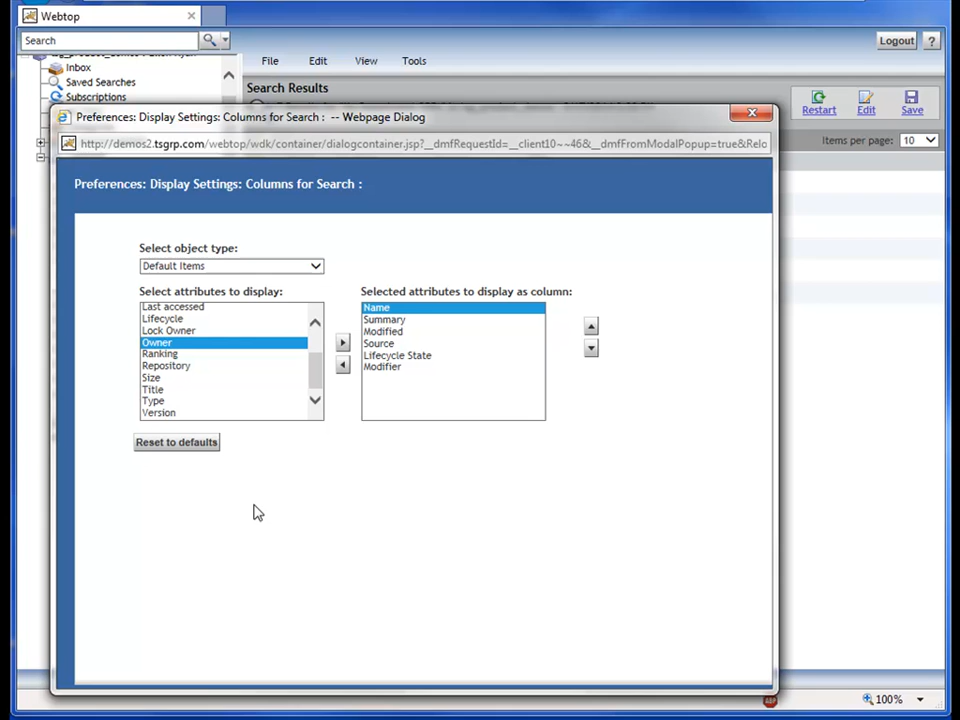 Webtop
Search
Logout
?
Inbox
Saved Searches
Subscriptions
File
Edit
View
Tools
Search Results
Restart
Edit
Save
Items per page:
10
Preferences: Display Settings: Columns for Search : -- Webpage Dialog
http://demos2.tsgrp.com/webtop/wdk/container/dialogcontainer.jsp?__dmfRequestId=__client10~~46&__dmfFromModalPopup=true&Relo
Preferences: Display Settings: Columns for Search :
Select object type:
Default Items
Select attributes to display:
Last accessed
Lifecycle
Lock Owner
Owner
Ranking
Repository
Size
Title
Type
Version
Selected attributes to display as column:
Name
Summary
Modified
Source
Lifecycle State
Modifier
Reset to defaults
ABP
100%